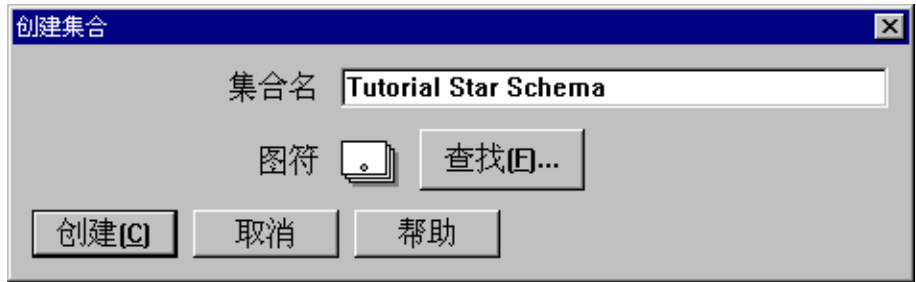 创建集合
集合名 Tutorial Star Schema
图符 查找(F)...
创建(C) 取消 帮助